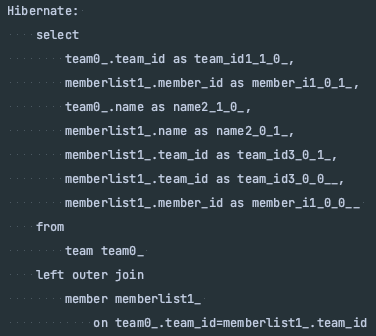 Hibernate:
select
team0_.team_id as team_id1_1_0_,
memberlist1_.member_id as member_i1_0_1_,
team0_.name as name2_1_0_,
memberlist1_.name as name2_0_1_,
memberlist1_.team_id as team_id3_0_1_,
memberlist1_.team_id as team_id3_0_0__,
memberlist1_.member_id as member_i1_0_0__
from
team team0_
left outer join
member memberlist1_
on team0_.team_id=memberlist1_.team_id